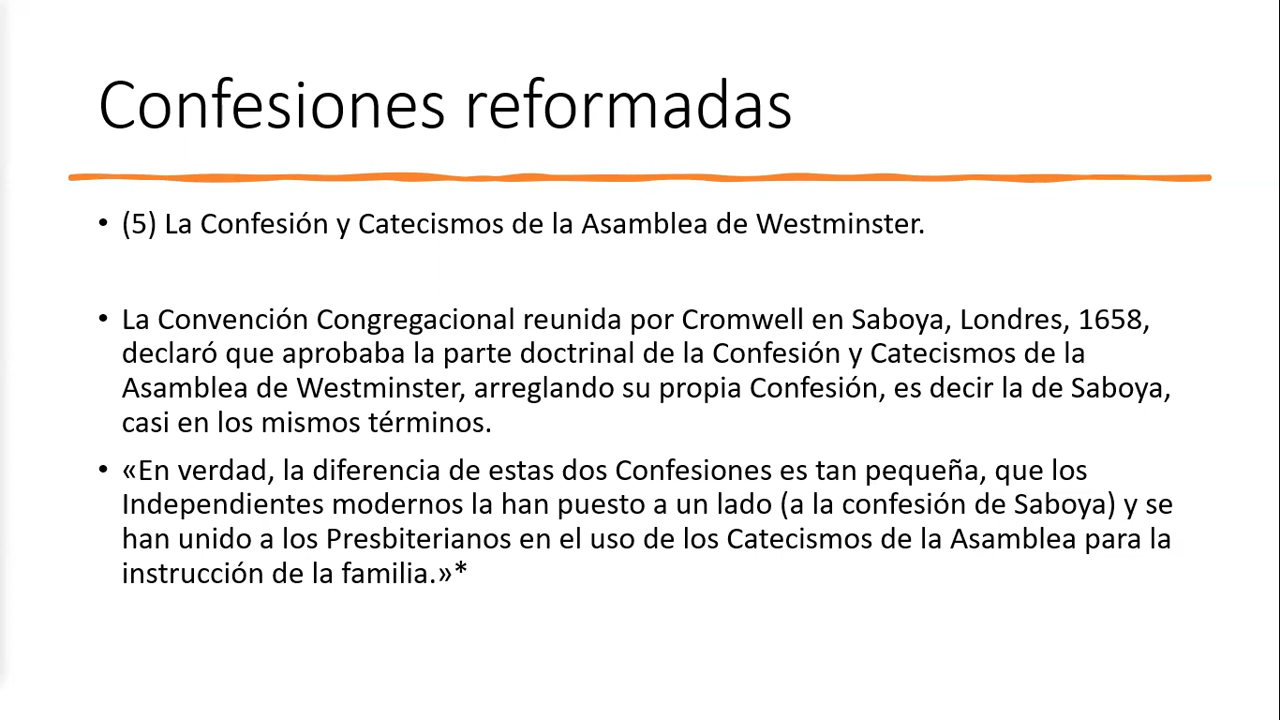 Confesiones reformadas
• (5) La Confesión y Catecismos de la Asamblea de Westminster.
• La Convención Congregacional reunida por Cromwell en Saboya, Londres, 1658,
declaró que aprobaba la parte doctrinal de la Confesión y Catecismos de la
Asamblea de Westminster, arreglando su propia Confesión, es decir la de Saboya,
casi en los mismos términos.
• «En verdad, la diferencia de estas dos Confesiones es tan pequeña, que los
Independientes modernos la han puesto a un lado (a la confesión de Saboya) y se
han unido a los Presbiterianos en el uso de los Catecismos de la Asamblea para la
instrucción de la familia.»*